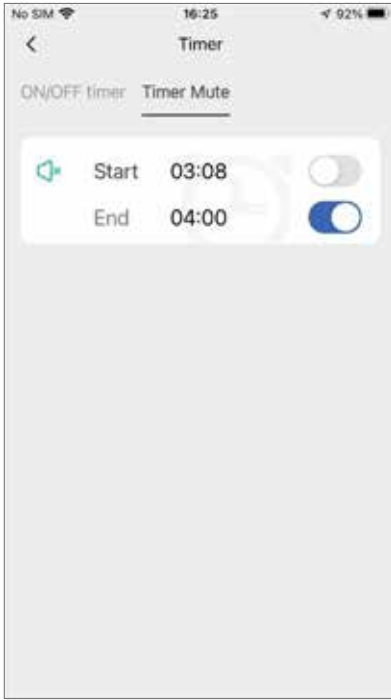 No SIM 16:25 92%
Timer
ON/OFF timer Timer Mute
Start 03:08
End 04:00